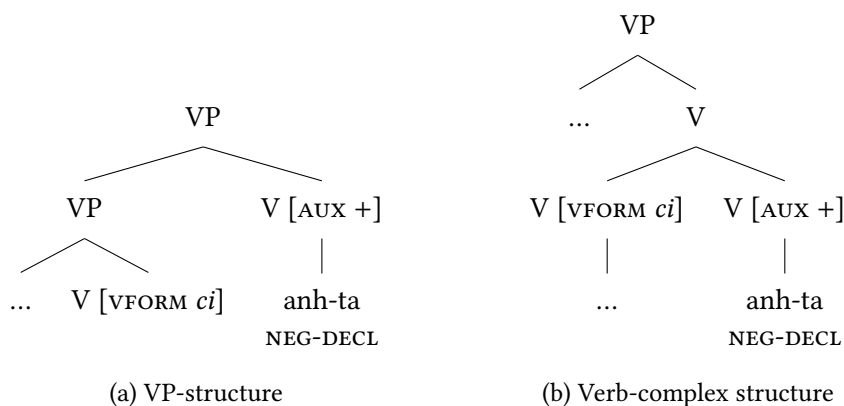 VP
VP
... V
VP V [AUX +]
V [VFORM ci] V [AUX +]
... V [VFORM ci] anh-ta
NEG-DECL
... anh-ta
NEG-DECL
(a) VP-structure
(b) Verb-complex structure